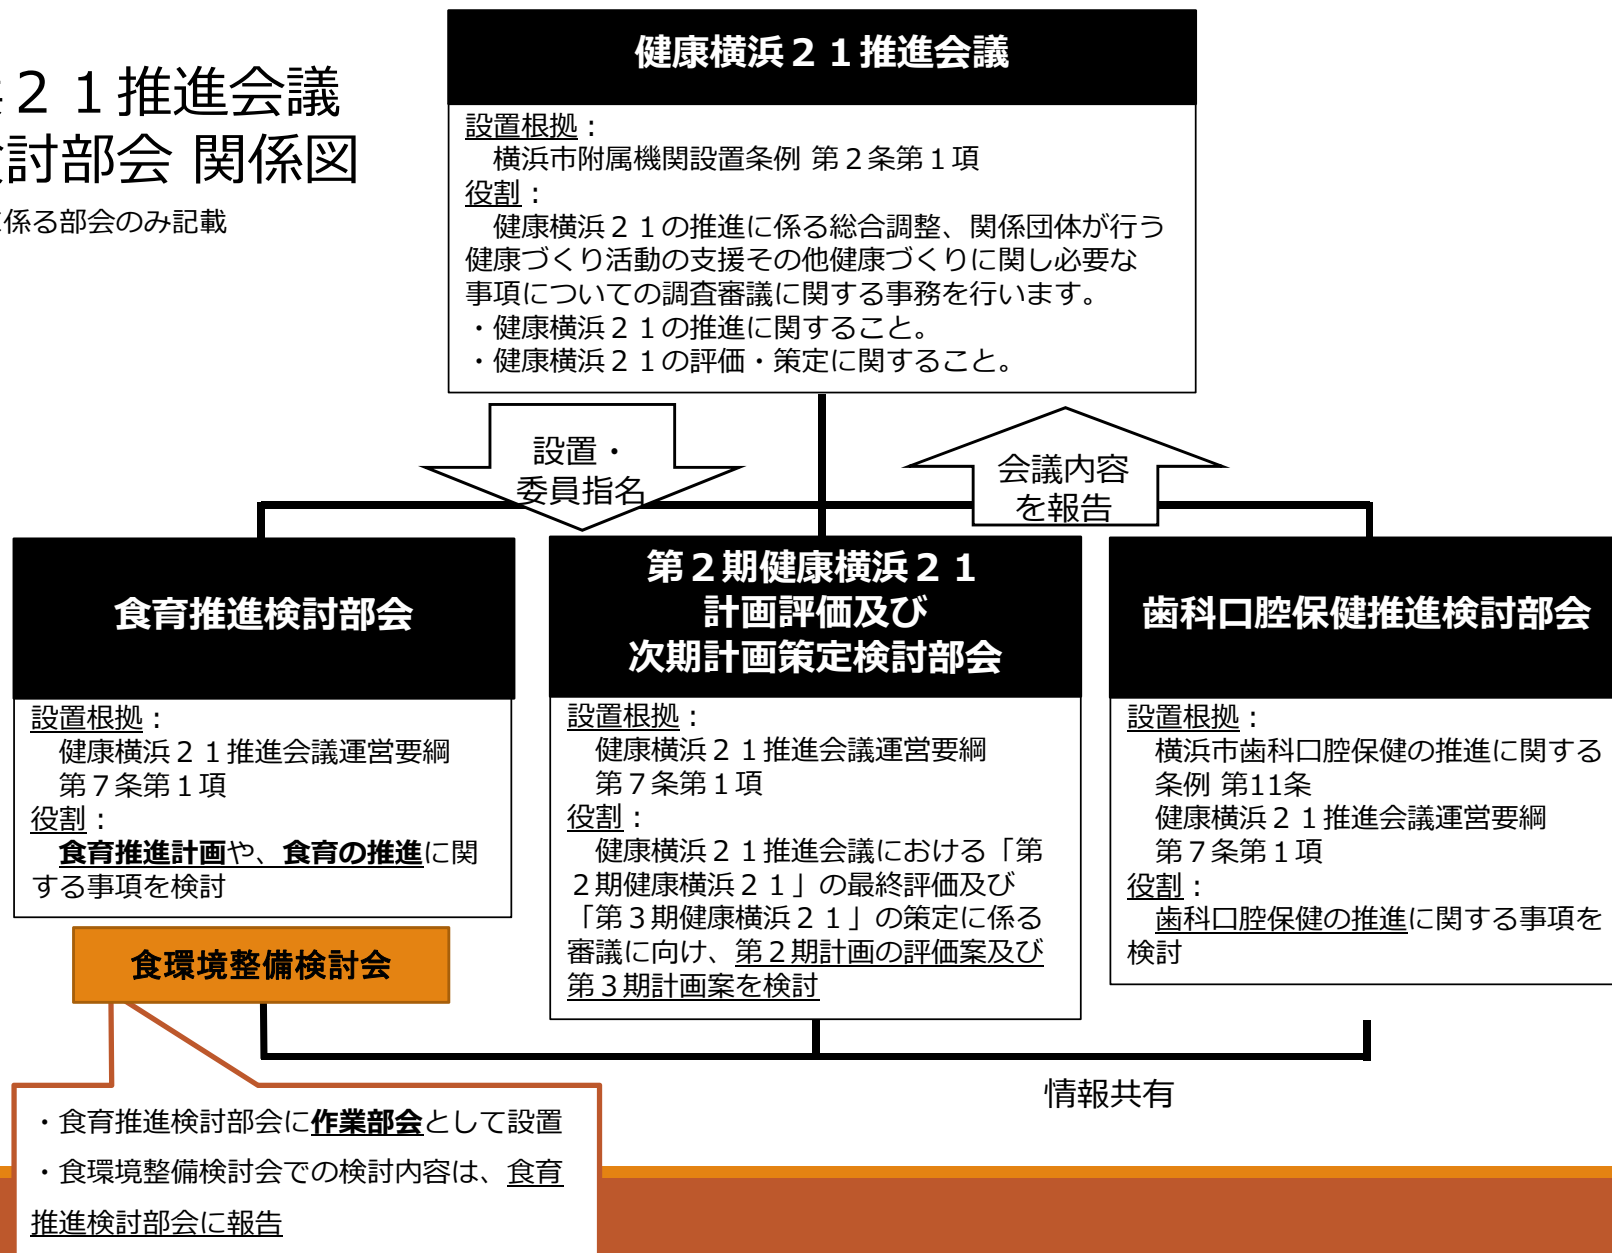 ２１推進会議
討部会 関係図
係る部会のみ記載
健康横浜２１推進会議
設置根拠：
横浜市附属機関設置条例 第２条第１項
役割：
健康横浜２１の推進に係る総合調整、関係団体が行う
健康づくり活動の支援その他健康づくりに関し必要な
事項についての調査審議に関する事務を行います。
・健康横浜２１の推進に関すること。
・健康横浜２１の評価・策定に関すること。
設置・
委員指名
会議内容
を報告
食育推進検討部会
設置根拠：
健康横浜２１推進会議運営要綱
第７条第１項
役割：
食育推進計画や、食育の推進に関
する事項を検討
第２期健康横浜２１
計画評価及び
次期計画策定検討部会
設置根拠：
健康横浜２１推進会議運営要綱
第７条第１項
役割：
健康横浜２１推進会議における「第
２期健康横浜２１」の最終評価及び
「第３期健康横浜２１」の策定に係る
審議に向け、第２期計画の評価案及び
第３期計画案を検討
歯科口腔保健推進検討部会
設置根拠：
横浜市歯科口腔保健の推進に関する
条例 第11条
健康横浜２１推進会議運営要綱
第７条第１項
役割：
歯科口腔保健の推進に関する事項を
検討
食環境整備検討会
情報共有
・食育推進検討部会に作業部会として設置
・食環境整備検討会での検討内容は、食育
推進検討部会に報告